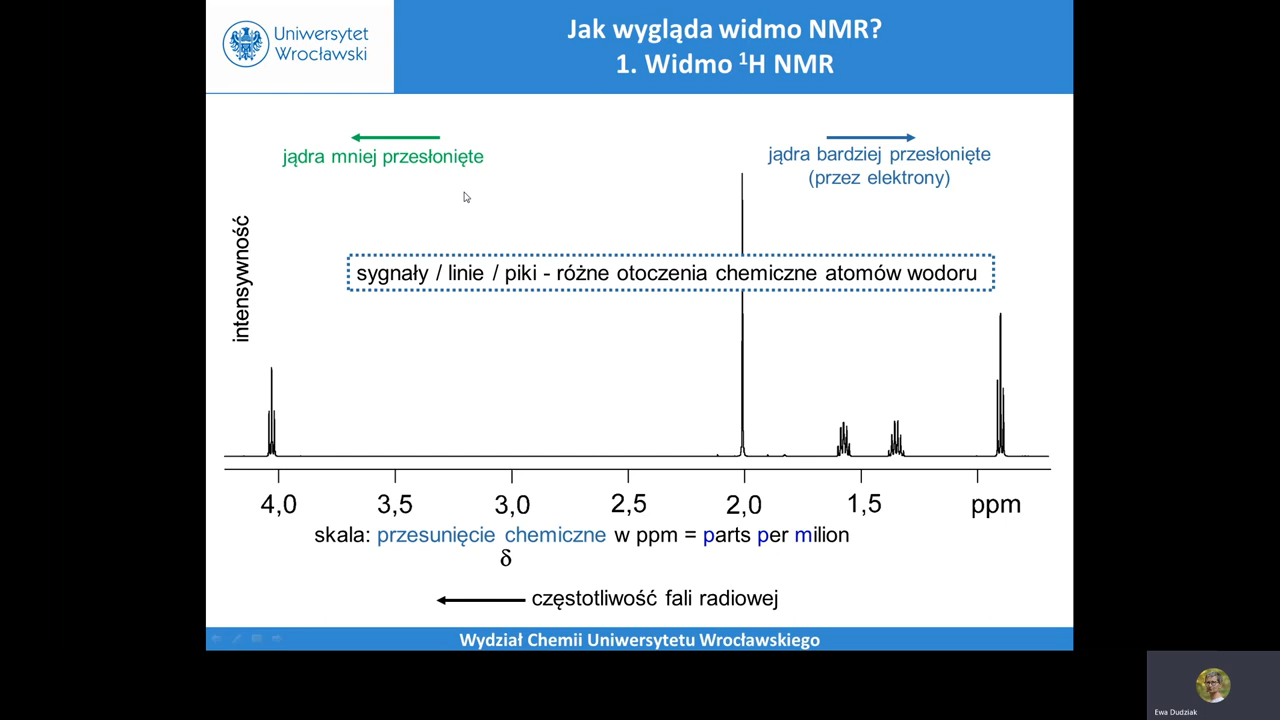 Uniwersytet
Wrocławski
Jak wygląda widmo NMR?
1. Widmo ¹H NMR
jądra mniej przesłonięte
jądra bardziej przesłonięte
(przez elektrony)
intensywność
sygnały / linie / piki - różne otoczenia chemiczne atomów wodoru
4,0 3,5 3,0 2,5 2,0 1,5 ppm
skala: przesunięcie chemiczne w ppm = parts per milion
δ
częstotliwość fali radiowej
Wydział Chemii Uniwersytetu Wrocławskiego
Ewa Dudziak